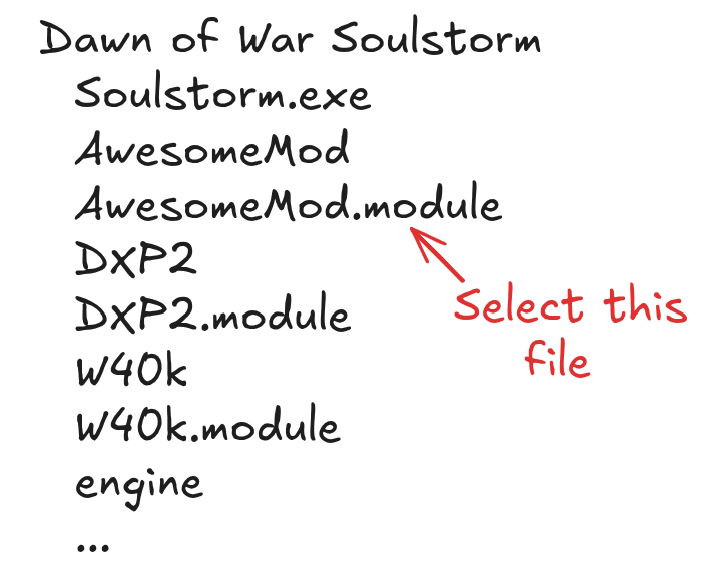 Dawn of War Soulstorm
Soulstorm.exe
AwesomeMod
AwesomeMod.module
DXP2
DXP2.module
W40k
W40k.module
engine
...
Select this
file